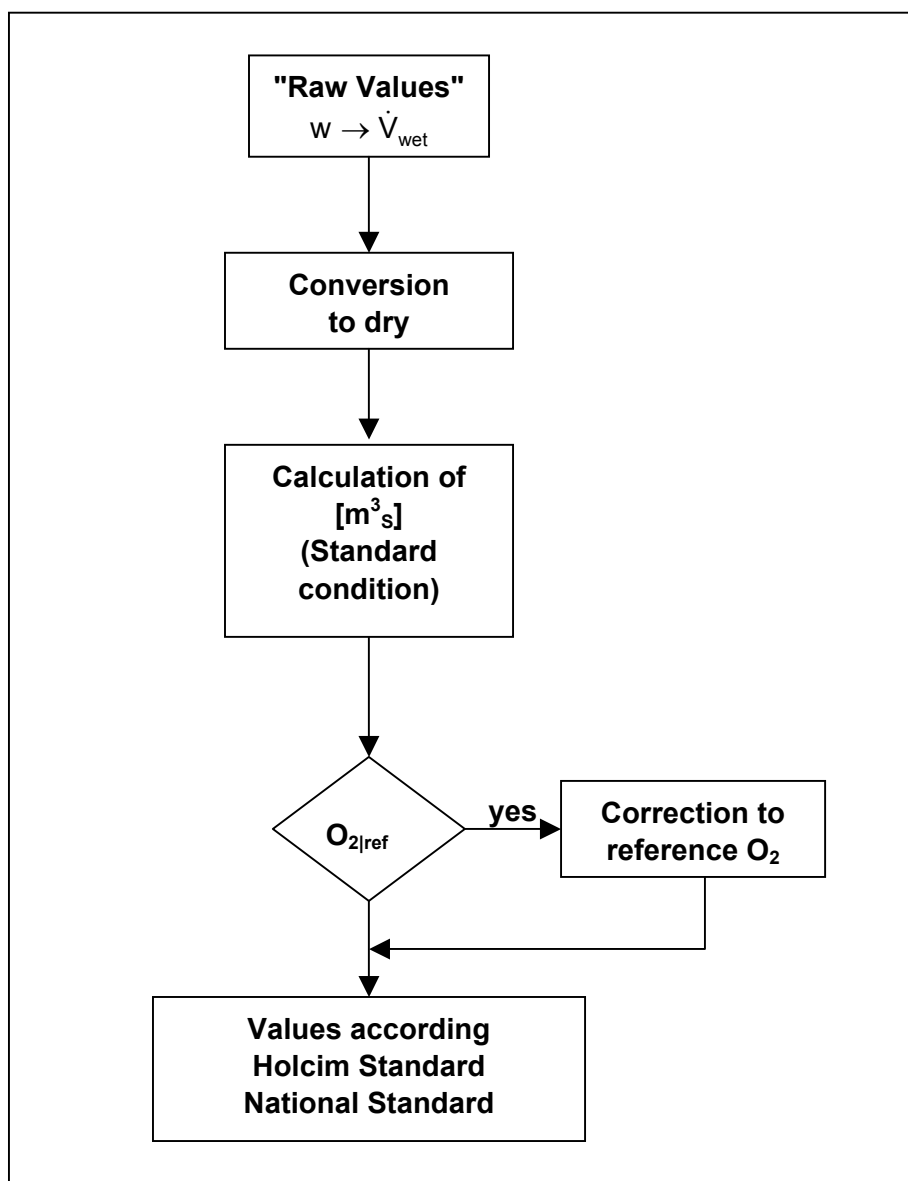 "Raw Values"
w → V̇wet
Conversion
to dry
Calculation of
[m³s]
(Standard
condition)
O2|ref
yes
Correction to
reference O2
Values according
Holcim Standard
National Standard